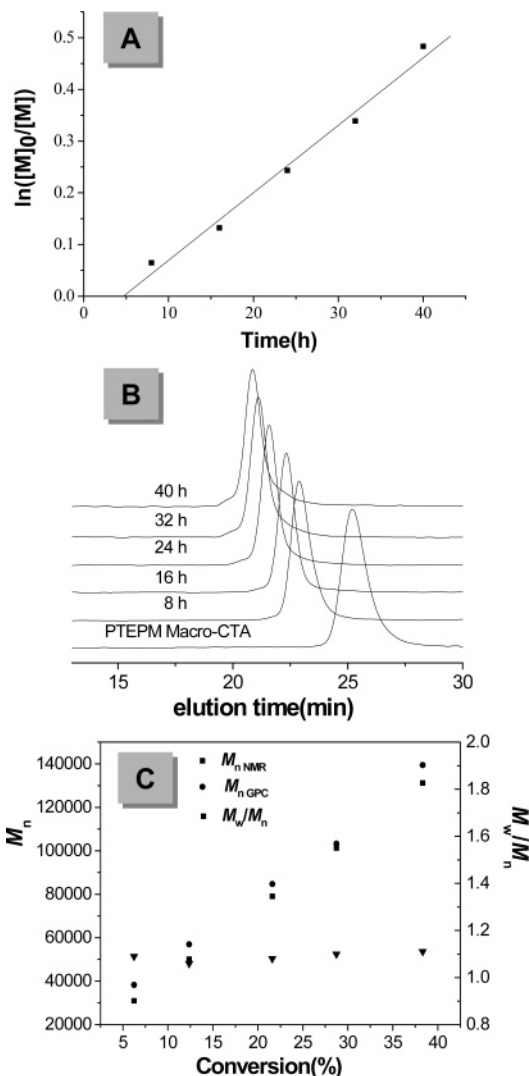 A
ln([M]0/[M])
0.5
0.4
0.3
0.2
0.1
0.0
0 10 20 30 40
Time(h)
B
40 h
32 h
24 h
16 h
8 h
PTEPM Macro-CTA
15 20 25 30
elution time(min)
C
Mn NMR
Mn GPC
Mw/Mn
Mn
140000
120000
100000
80000
60000
40000
20000
2.0
1.8
1.6
1.4
1.2
1.0
0.8
Mw/Mn
5 10 15 20 25 30 35 40
Conversion(%)